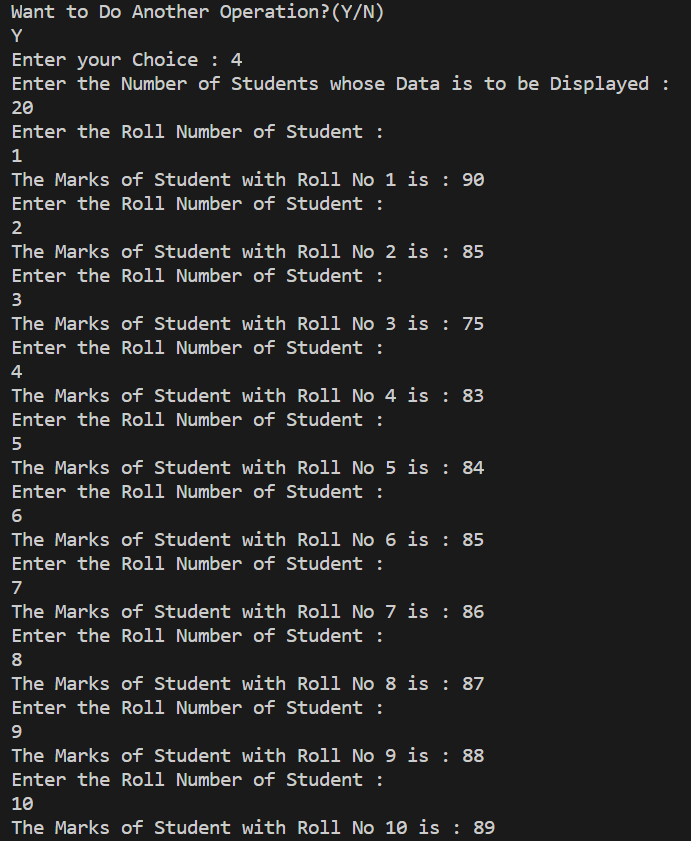 Want to Do Another Operation?(Y/N)
Y
Enter your Choice : 4
Enter the Number of Students whose Data is to be Displayed :
20
Enter the Roll Number of Student :
1
The Marks of Student with Roll No 1 is : 90
Enter the Roll Number of Student :
2
The Marks of Student with Roll No 2 is : 85
Enter the Roll Number of Student :
3
The Marks of Student with Roll No 3 is : 75
Enter the Roll Number of Student :
4
The Marks of Student with Roll No 4 is : 83
Enter the Roll Number of Student :
5
The Marks of Student with Roll No 5 is : 84
Enter the Roll Number of Student :
6
The Marks of Student with Roll No 6 is : 85
Enter the Roll Number of Student :
7
The Marks of Student with Roll No 7 is : 86
Enter the Roll Number of Student :
8
The Marks of Student with Roll No 8 is : 87
Enter the Roll Number of Student :
9
The Marks of Student with Roll No 9 is : 88
Enter the Roll Number of Student :
10
The Marks of Student with Roll No 10 is : 89